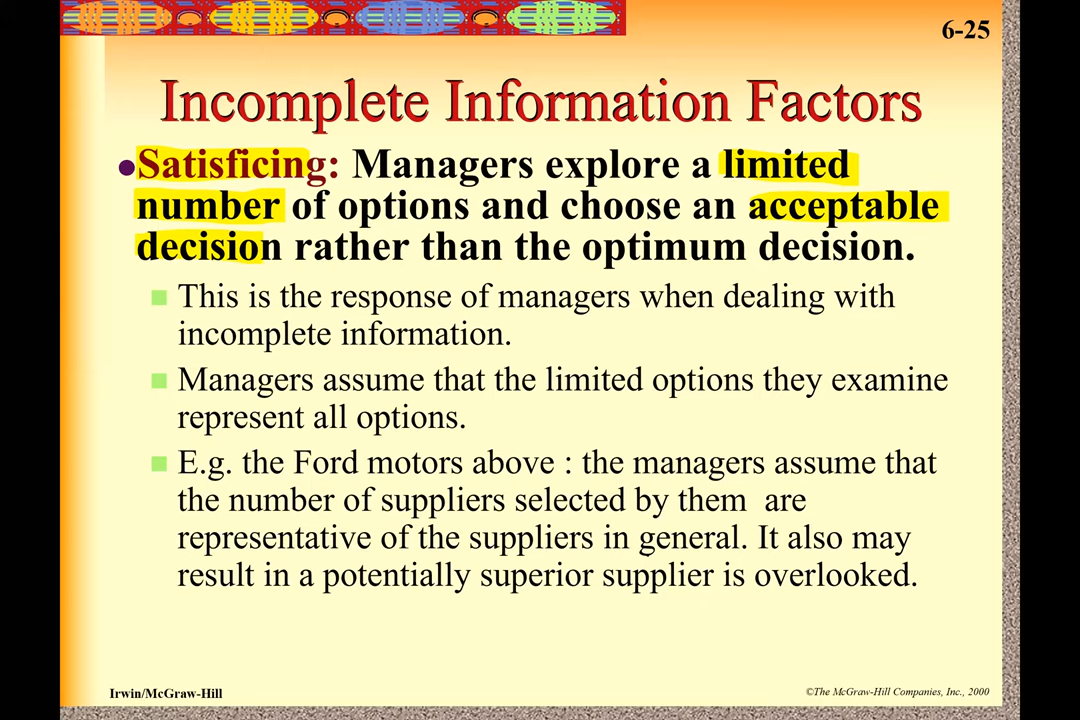 6-25
Incomplete Information Factors
Satisficing: Managers explore a limited
number of options and choose an acceptable
decision rather than the optimum decision.
This is the response of managers when dealing with
incomplete information.
Managers assume that the limited options they examine
represent all options.
E.g. the Ford motors above : the managers assume that
the number of suppliers selected by them are
representative of the suppliers in general. It also may
result in a potentially superior supplier is overlooked.
Irwin/McGraw-Hill
©The McGraw-Hill Companies, Inc., 2000